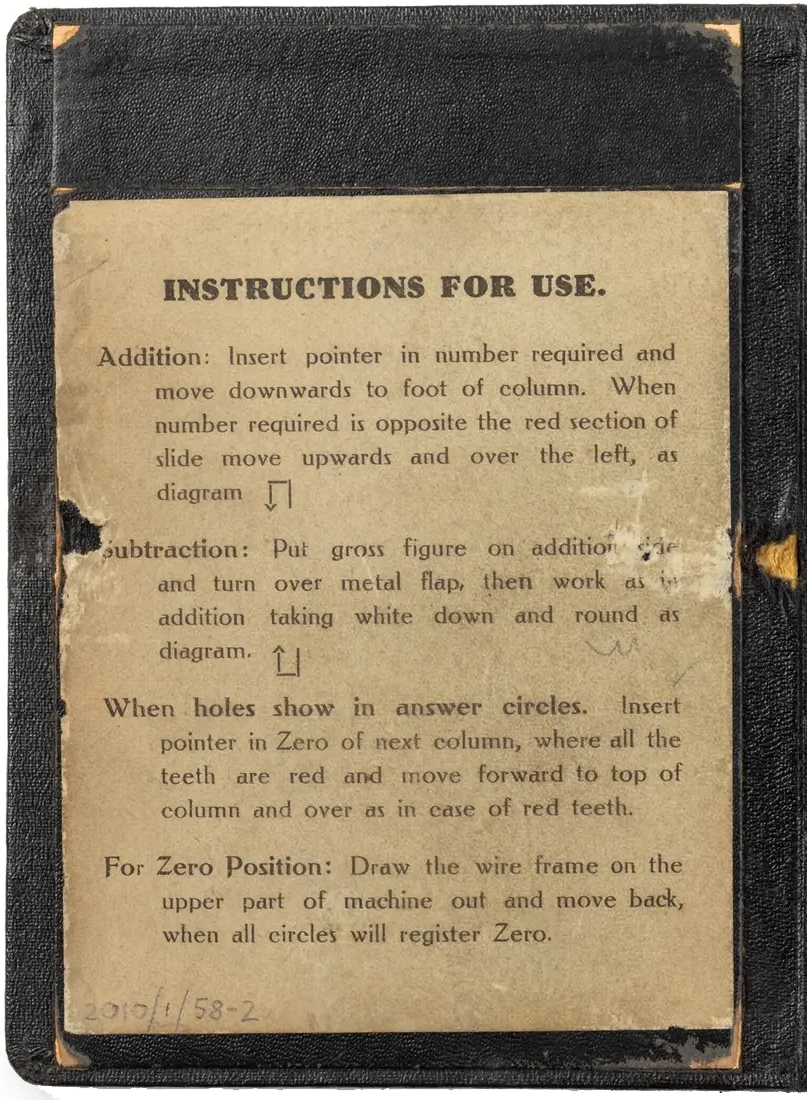 INSTRUCTIONS FOR USE.
Addition: Insert pointer in number required and
move downwards to foot of column. When
number required is opposite the red section of
slide move upwards and over the left, as
diagram
Subtraction: Put gross figure on addition side
and turn over metal flap, then work as in
addition taking white down and round as
diagram.
When holes show in answer circles. Insert
pointer in Zero of next column, where all the
teeth are red and move forward to top of
column and over as in case of red teeth.
For Zero Position: Draw the wire frame on the
upper part of machine out and move back,
when all circles will register Zero.
2010/1/58-2